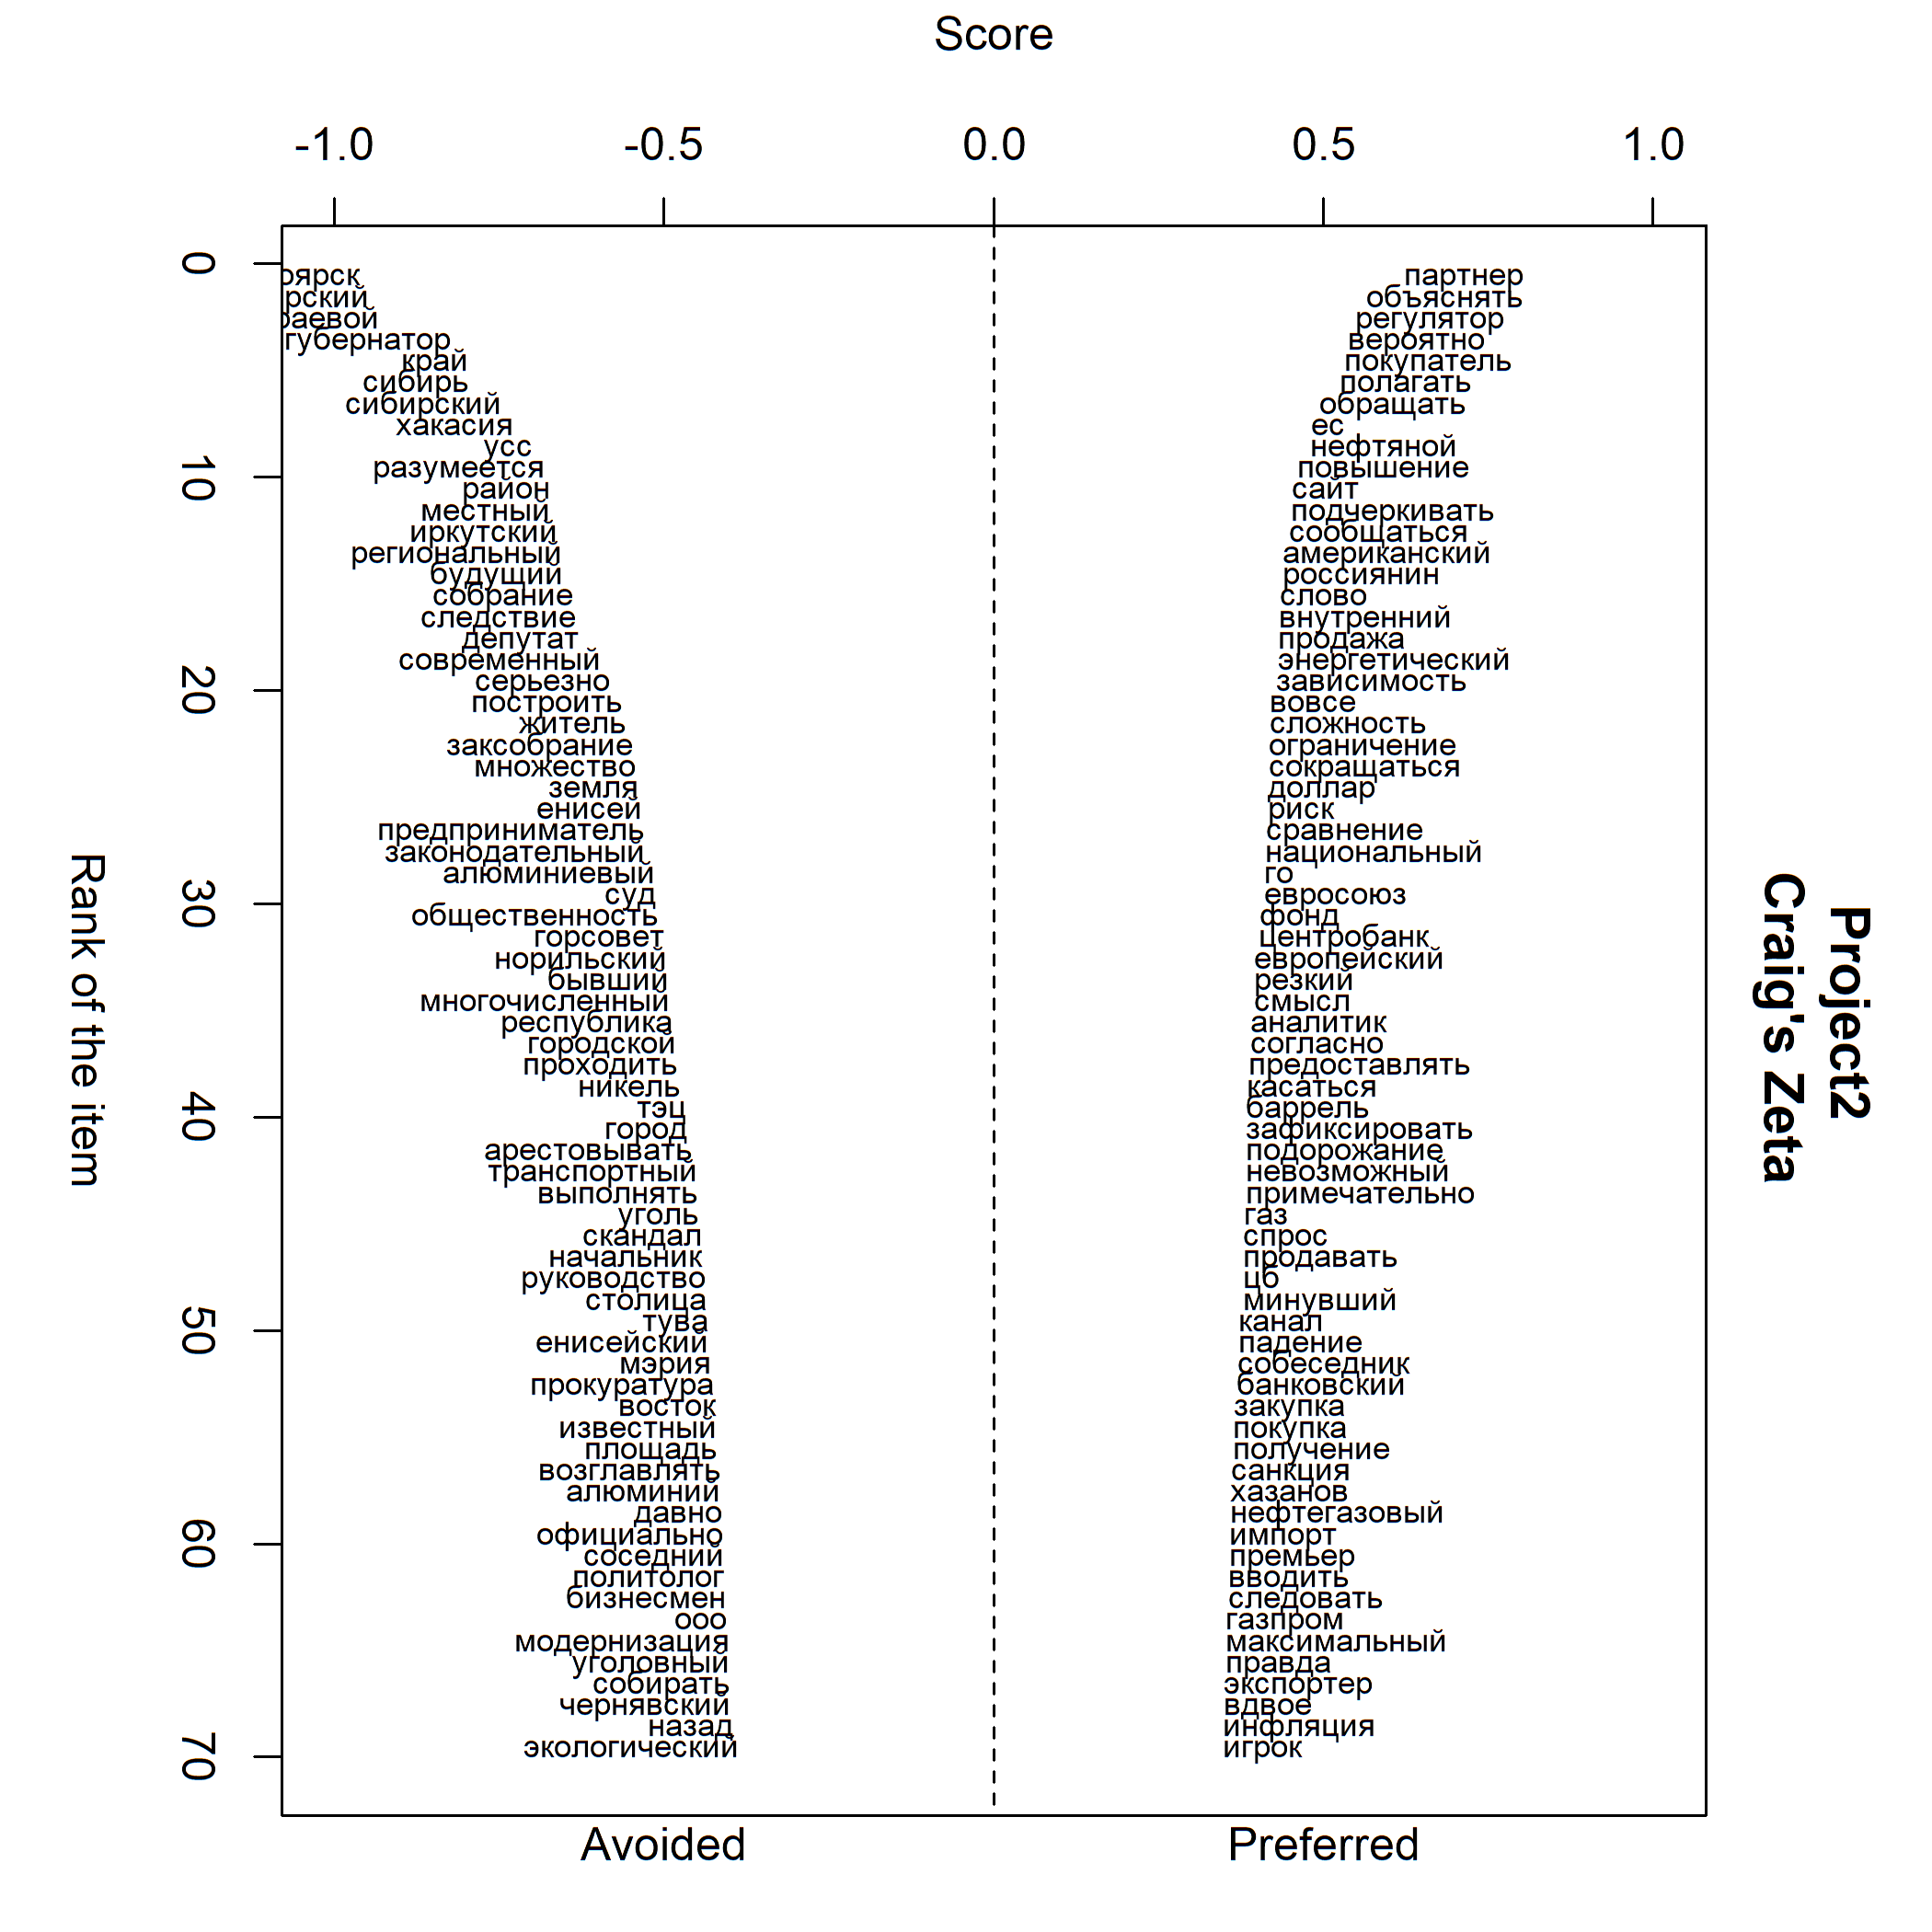 Score
-1.0 -0.5 0.0 0.5 1.0
0 10 20 30 40 50 60 70
Rank of the item
Project2
Craig's Zeta
оярск
рский
раевой
губернатор
край
сибирь
сибирский
хакасия
усс
разумеется
район
местный
иркутский
региональный
будущий
собрание
следствие
депутат
современный
серьезно
построить
житель
заксобрание
множество
земля
енисей
предприниматель
законодательный
алюминиевый
суд
общественность
горсовет
норильский
бывший
многочисленный
республика
городской
проходить
никель
тэц
город
арестовывать
транспортный
выполнять
уголь
скандал
начальник
руководство
столица
тува
енисейский
мэрия
прокуратура
восток
известный
площадь
возглавлять
алюминий
давно
официально
соседний
политолог
бизнесмен
ооо
модернизация
уголовный
собирать
чернявский
назад
экологический
партнер
объяснять
регулятор
вероятно
покупатель
полагать
обращать
ес
нефтяной
повышение
сайт
подчеркивать
сообщаться
американский
россиянин
слово
внутренний
продажа
энергетический
зависимость
вовсе
сложность
ограничение
сокращаться
доллар
риск
сравнение
национальный
го
евросоюз
фонд
центробанк
европейский
резкий
смысл
аналитик
согласно
предоставлять
касаться
баррель
зафиксировать
подорожание
невозможный
примечательно
газ
спрос
продавать
цб
минувший
канал
падение
собеседник
банковский
закупка
покупка
получение
санкция
хазанов
нефтегазовый
импорт
премьер
вводить
следовать
газпром
максимальный
правда
экспортер
вдвое
инфляция
игрок
Avoided
Preferred